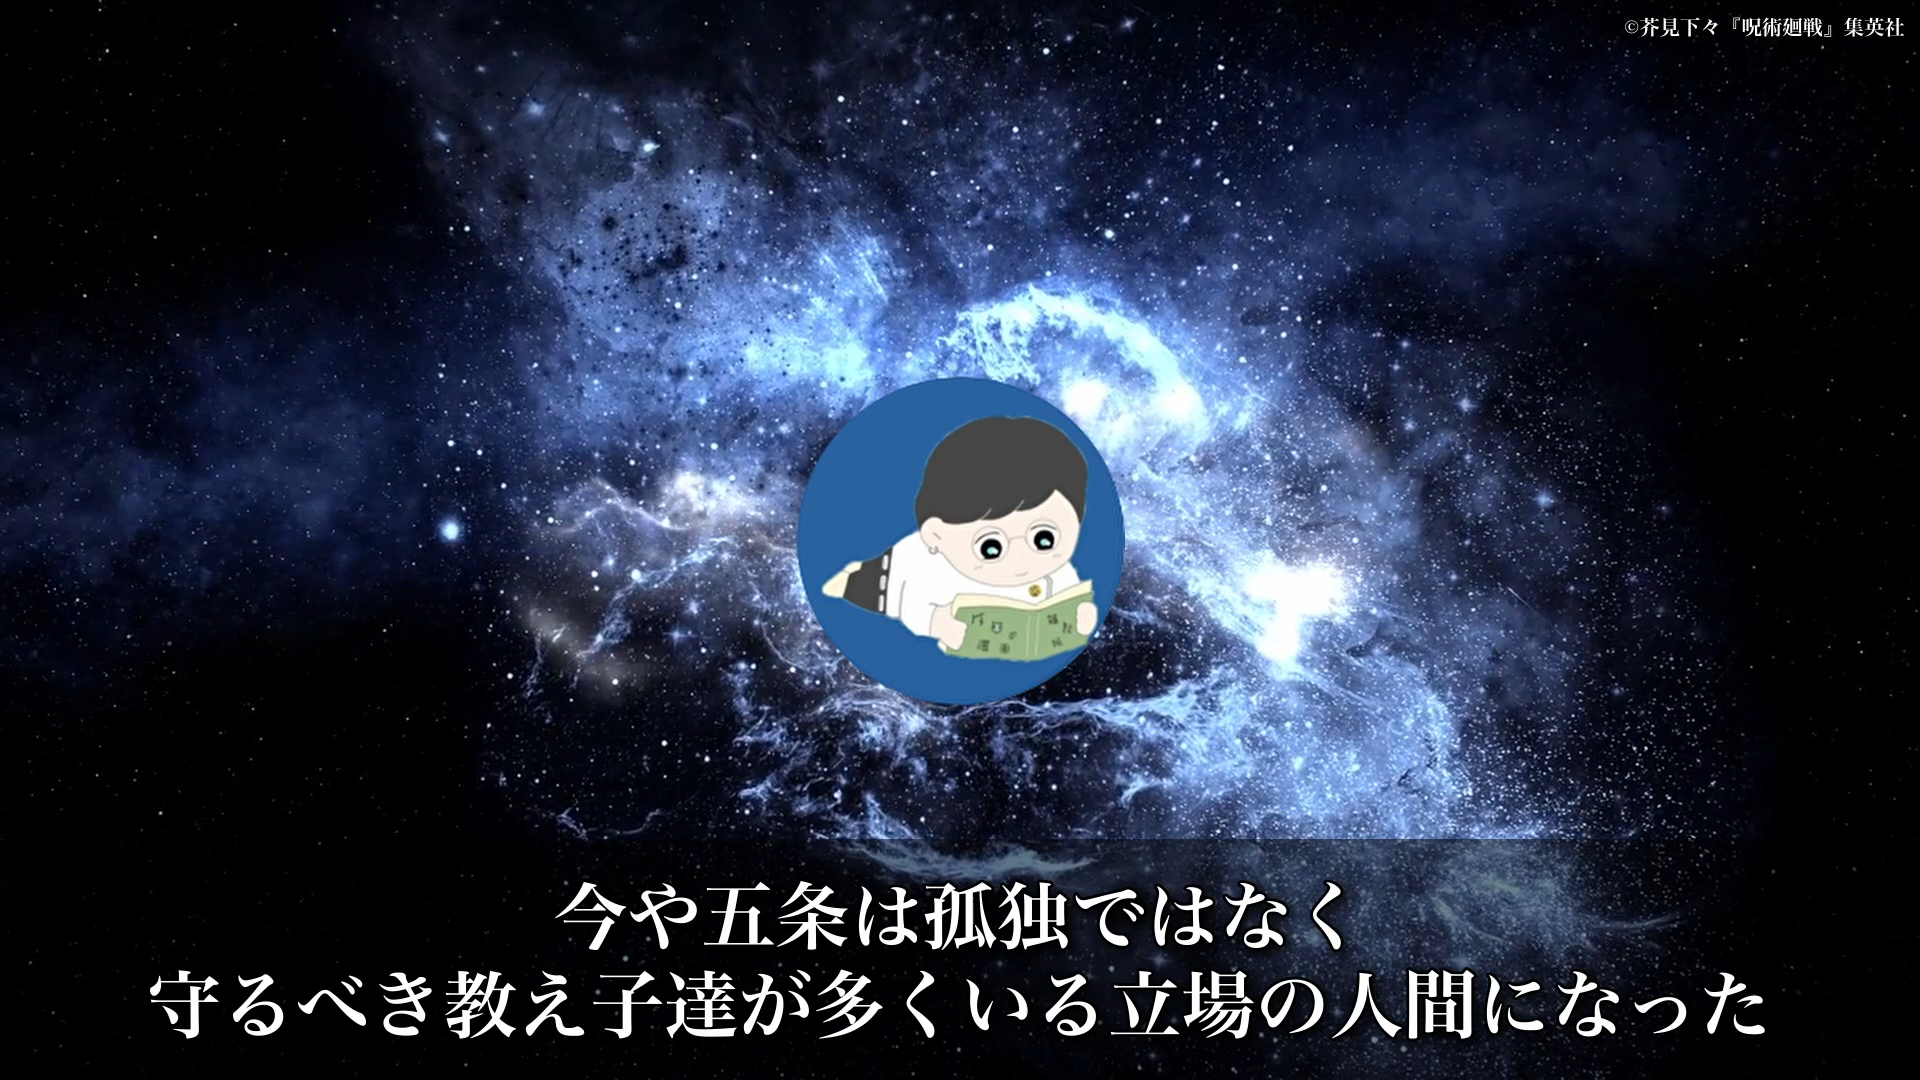 ©芥見下々『呪術廻戦』集英社
今や五条は孤独ではなく
守るべき教え子達が多くいる立場の人間になった